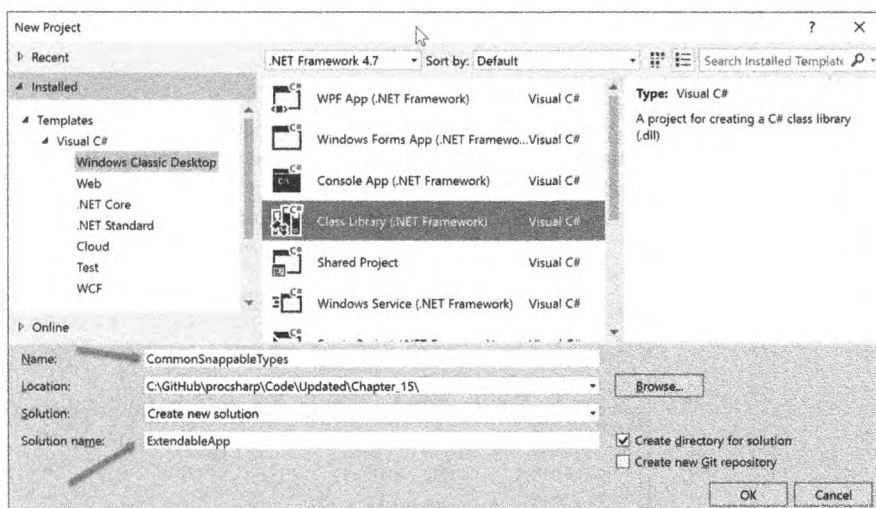 New Project
? ×
Recent
Installed
Templates
Visual C#
Windows Classic Desktop
Web
.NET Core
.NET Standard
Cloud
Test
WCF
Online
.NET Framework 4.7
Sort by: Default
Search Installed Templat
WPF App (.NET Framework) Visual C#
Windows Forms App (.NET Framewo...Visual C#
Console App (.NET Framework) Visual C#
Class Library (.NET Framework) Visual C#
Shared Project Visual C#
Windows Service (.NET Framework) Visual C#
Type: Visual C#
A project for creating a C# class library
(.dll)
Name: CommonSnappableTypes
Location: C:\GitHub\procsharp\Code\Updated\Chapter_15\
Browse...
Solution: Create new solution
Solution name: ExtendableApp
Create directory for solution
Create new Git repository
OK Cancel